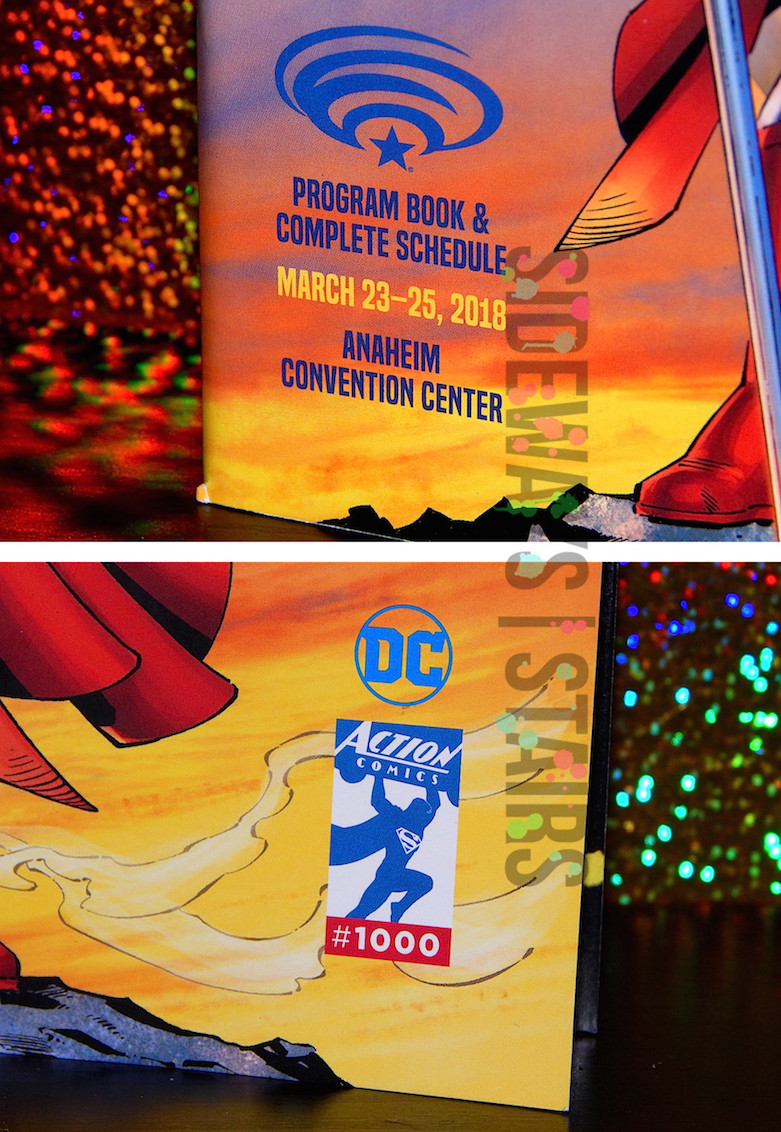 PROGRAM BOOK &
COMPLETE SCHEDULE
MARCH 23–25, 2018
ANAHEIM
CONVENTION CENTER
SIDEWAYS | STAIRS
DC
ACTION
COMICS
S
#1000